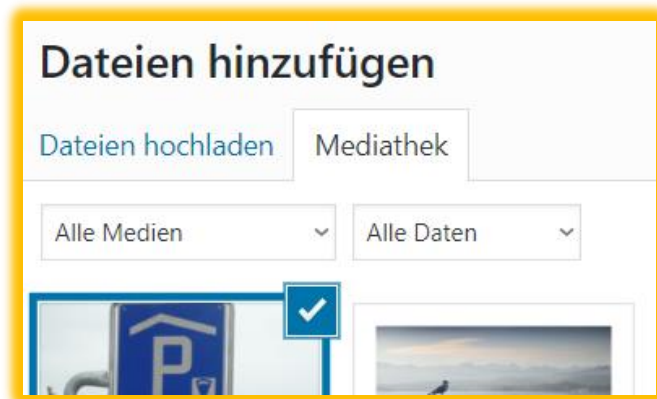 Dateien hinzufügen
Dateien hochladen Mediathek
Alle Medien Alle Daten
P